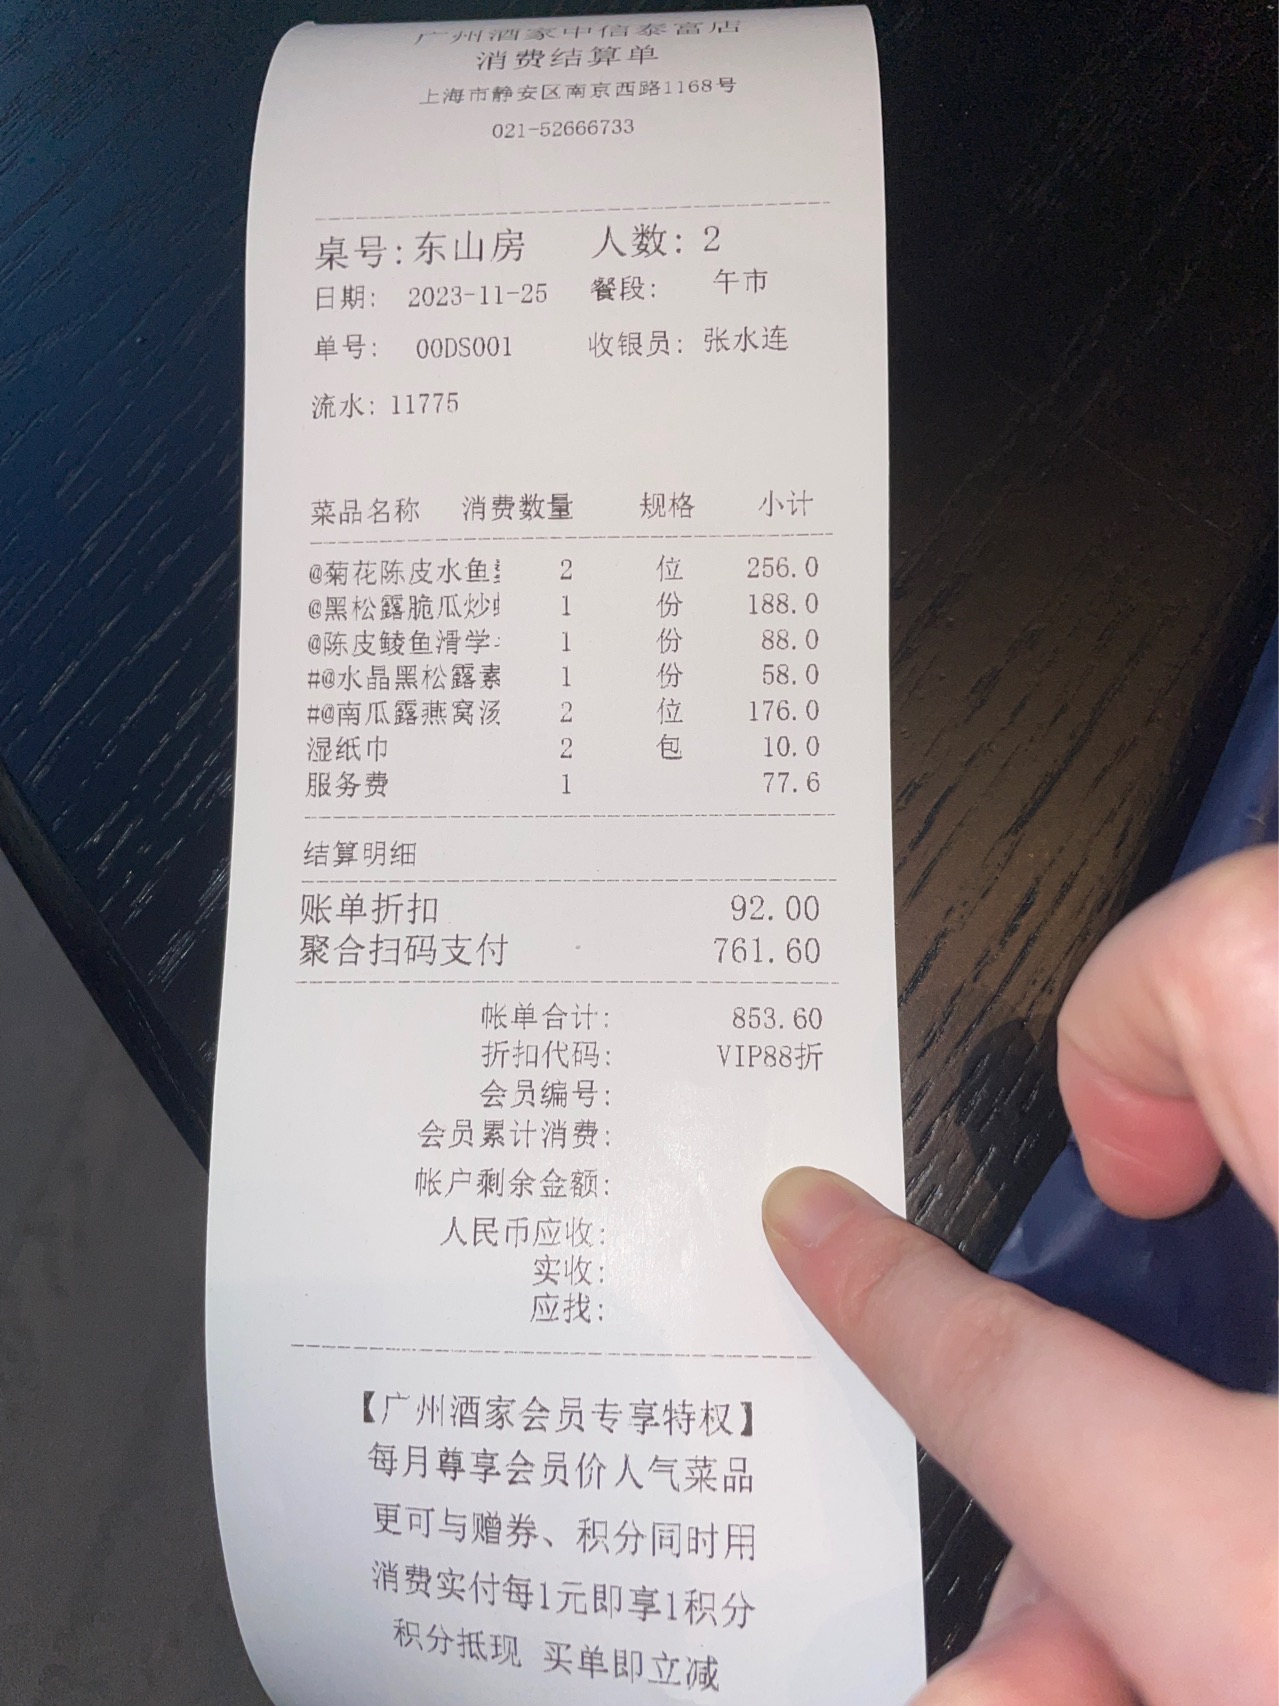 广州酒家中信泰富店
消费结算单
上海市静安区南京西路1168号
021-52666733
桌号:东山房 人数: 2
日期: 2023-11-25 餐段: 午市
单号: 00DS001 收银员: 张水连
流水: 11775
菜品名称 消费数量 规格 小计
@菊花陈皮水鱼 2 位 256.0
@黑松露脆瓜炒 1 份 188.0
@陈皮鲮鱼滑学 1 份 88.0
#@水晶黑松露素 1 份 58.0
#@南瓜露燕窝汤 2 位 176.0
湿纸巾 2 包 10.0
服务费 1 77.6
结算明细
账单折扣 92.00
聚合扫码支付 761.60
帐单合计: 853.60
折扣代码: VIP88折
会员编号:
会员累计消费:
帐户剩余金额:
人民币应收:
实收:
应找:
【广州酒家会员专享特权】
每月尊享会员价人气菜品
更可与赠券、积分同时用
消费实付每1元即享1积分
积分抵现 买单即立减